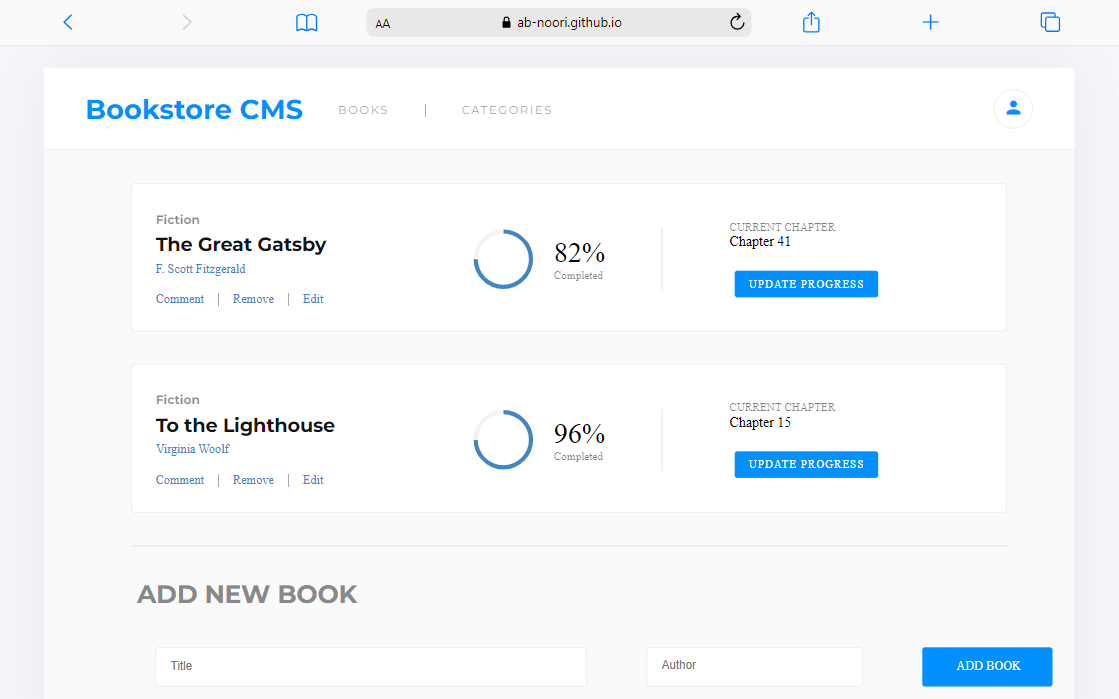 AA ab-noori.github.io
Bookstore CMS BOOKS | CATEGORIES
Fiction
The Great Gatsby
F. Scott Fitzgerald
Comment | Remove | Edit
82%
Completed
CURRENT CHAPTER
Chapter 41
UPDATE PROGRESS
Fiction
To the Lighthouse
Virginia Woolf
Comment | Remove | Edit
96%
Completed
CURRENT CHAPTER
Chapter 15
UPDATE PROGRESS
ADD NEW BOOK
Title Author ADD BOOK